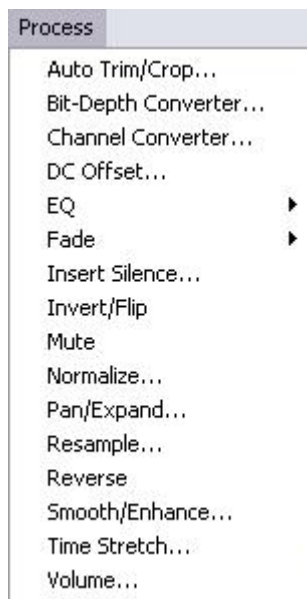 Process
Auto Trim/Crop...
Bit-Depth Converter...
Channel Converter...
DC Offset...
EQ
Fade
Insert Silence...
Invert/Flip
Mute
Normalize...
Pan/Expand...
Resample...
Reverse
Smooth/Enhance...
Time Stretch...
Volume...